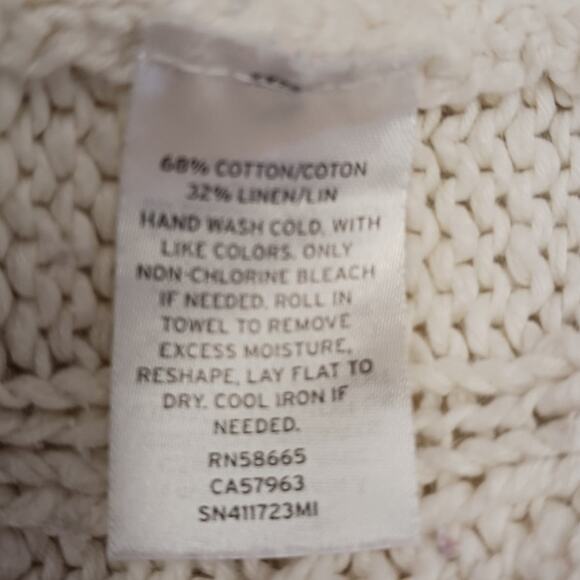 68% COTTON/COTON
32% LINEN/LIN
HAND WASH COLD, WITH
LIKE COLORS. ONLY
NON-CHLORINE BLEACH
IF NEEDED. ROLL IN
TOWEL TO REMOVE
EXCESS MOISTURE,
RESHAPE, LAY FLAT TO
DRY. COOL IRON IF
NEEDED.
RN58665
CA57963
SN411723MI